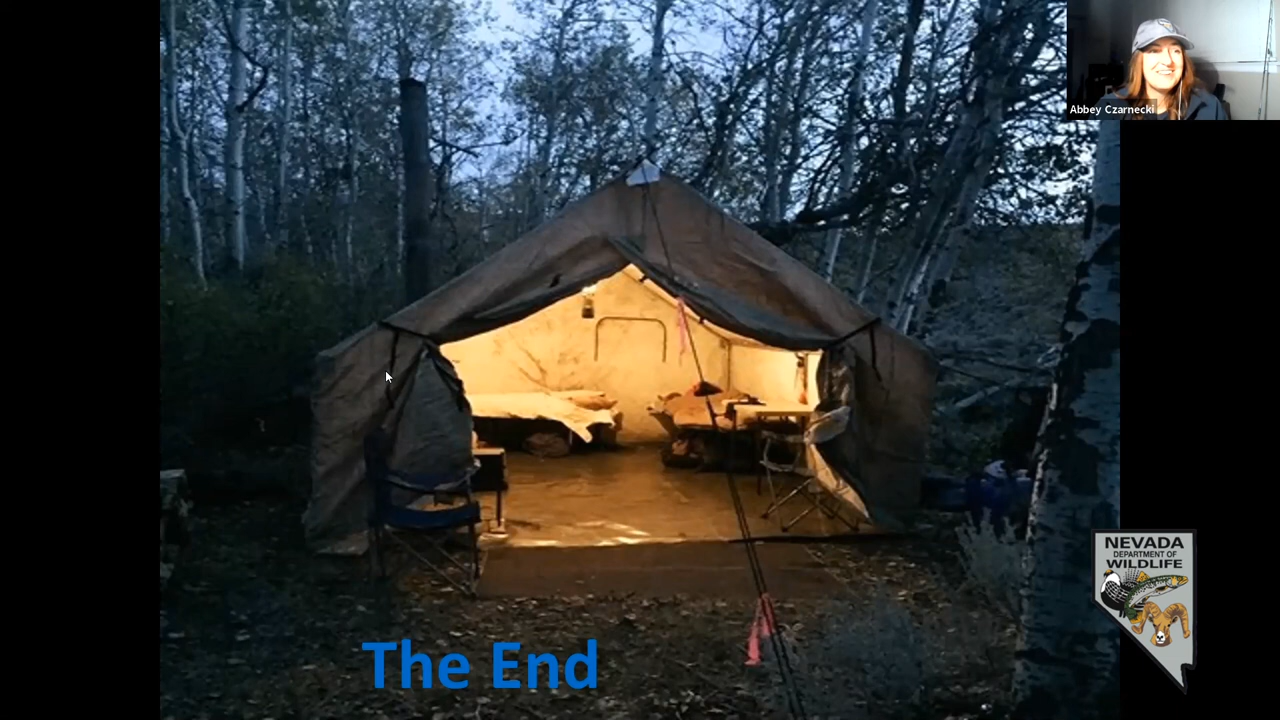 Abbey Czarnecki
NEVADA
DEPARTMENT OF
WILDLIFE
The End